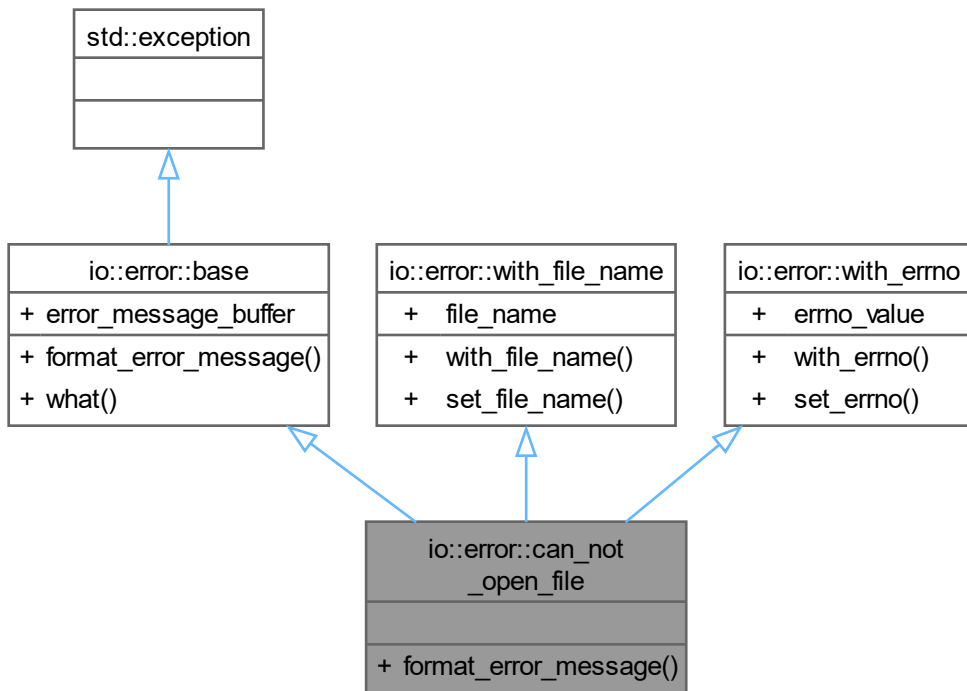 std::exception
io::error::base
+ error_message_buffer
+ format_error_message()
+ what()
io::error::with_file_name
+ file_name
+ with_file_name()
+ set_file_name()
io::error::with_errno
+ errno_value
+ with_errno()
+ set_errno()
io::error::can_not
_open_file
+ format_error_message()